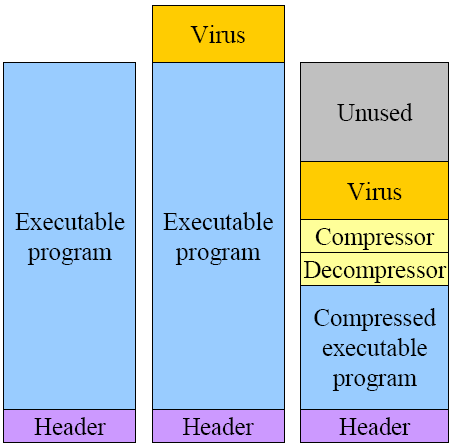 Executable
program
Header
Virus
Executable
program
Header
Unused
Virus
Compressor
Decompressor
Compressed
executable
program
Header